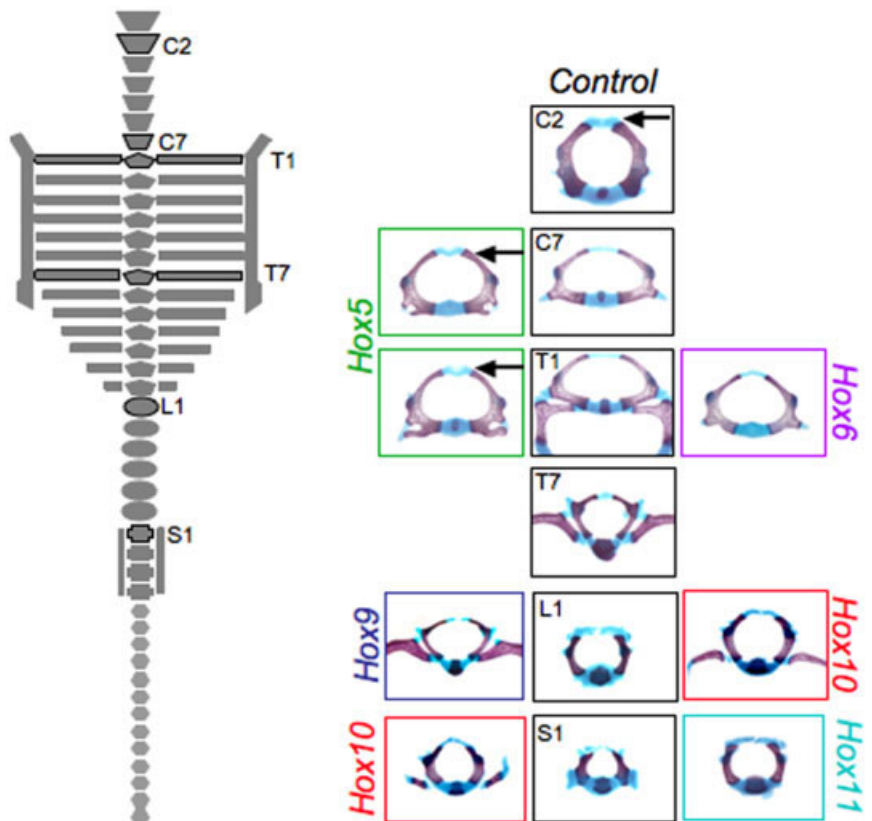 C2
C7
T1
T7
L1
S1
Control
C2
C7
Hox5
T1
Hox6
T7
Hox9
L1
Hox10
Hox10
S1
Hox11